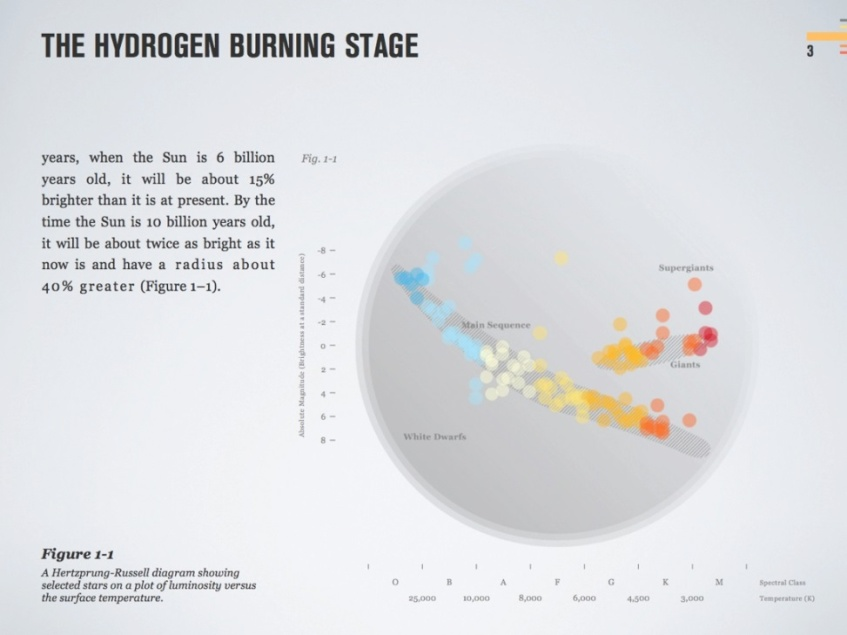 THE HYDROGEN BURNING STAGE
3
years, when the Sun is 6 billion
years old, it will be about 15%
brighter than it is at present. By the
time the Sun is 10 billion years old,
it will be about twice as bright as it
now is and have a radius about
40% greater (Figure 1–1).
Fig. 1-1
Absolute Magnitude (Brightness at a standard distance)
-8
-6
-4
-2
0
2
4
6
8
Supergiants
Main Sequence
Giants
White Dwarfs
Figure 1-1
A Hertzprung-Russell diagram showing
selected stars on a plot of luminosity versus
the surface temperature.
O B A F G K M Spectral Class
25,000 10,000 8,000 6,000 4,500 3,000 Temperature (K)